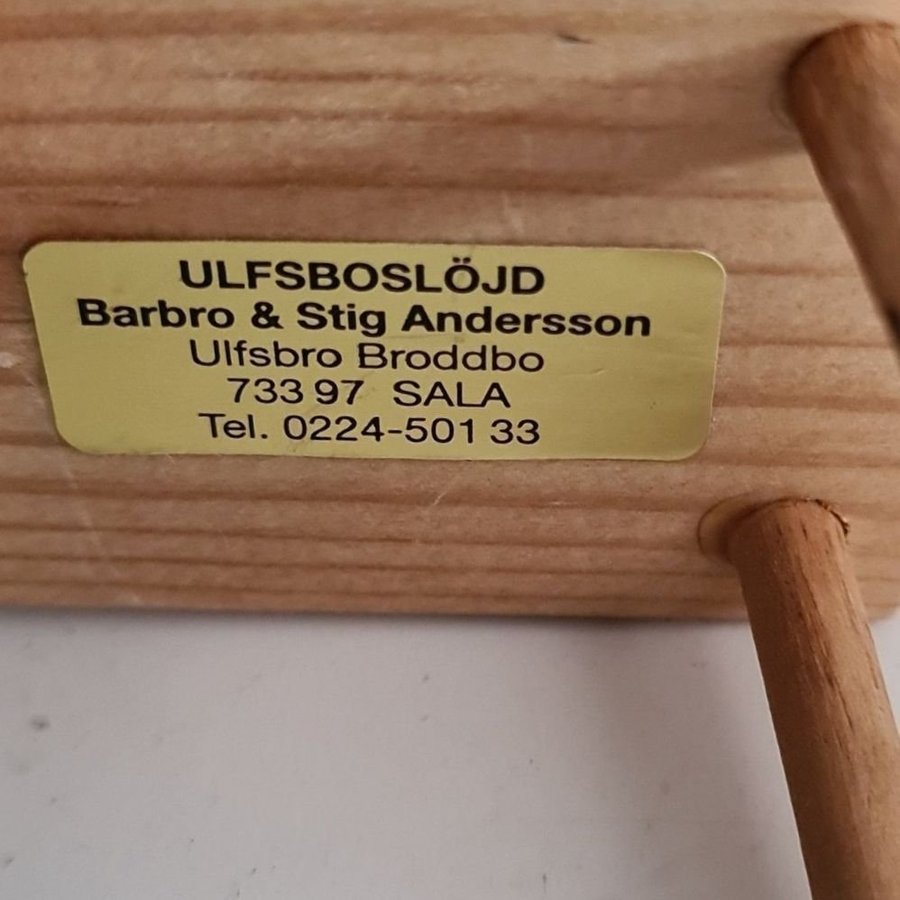 ULFSBOSLÖJD
Barbro & Stig Andersson
Ulfsbro Broddbo
733 97 SALA
Tel. 0224-501 33